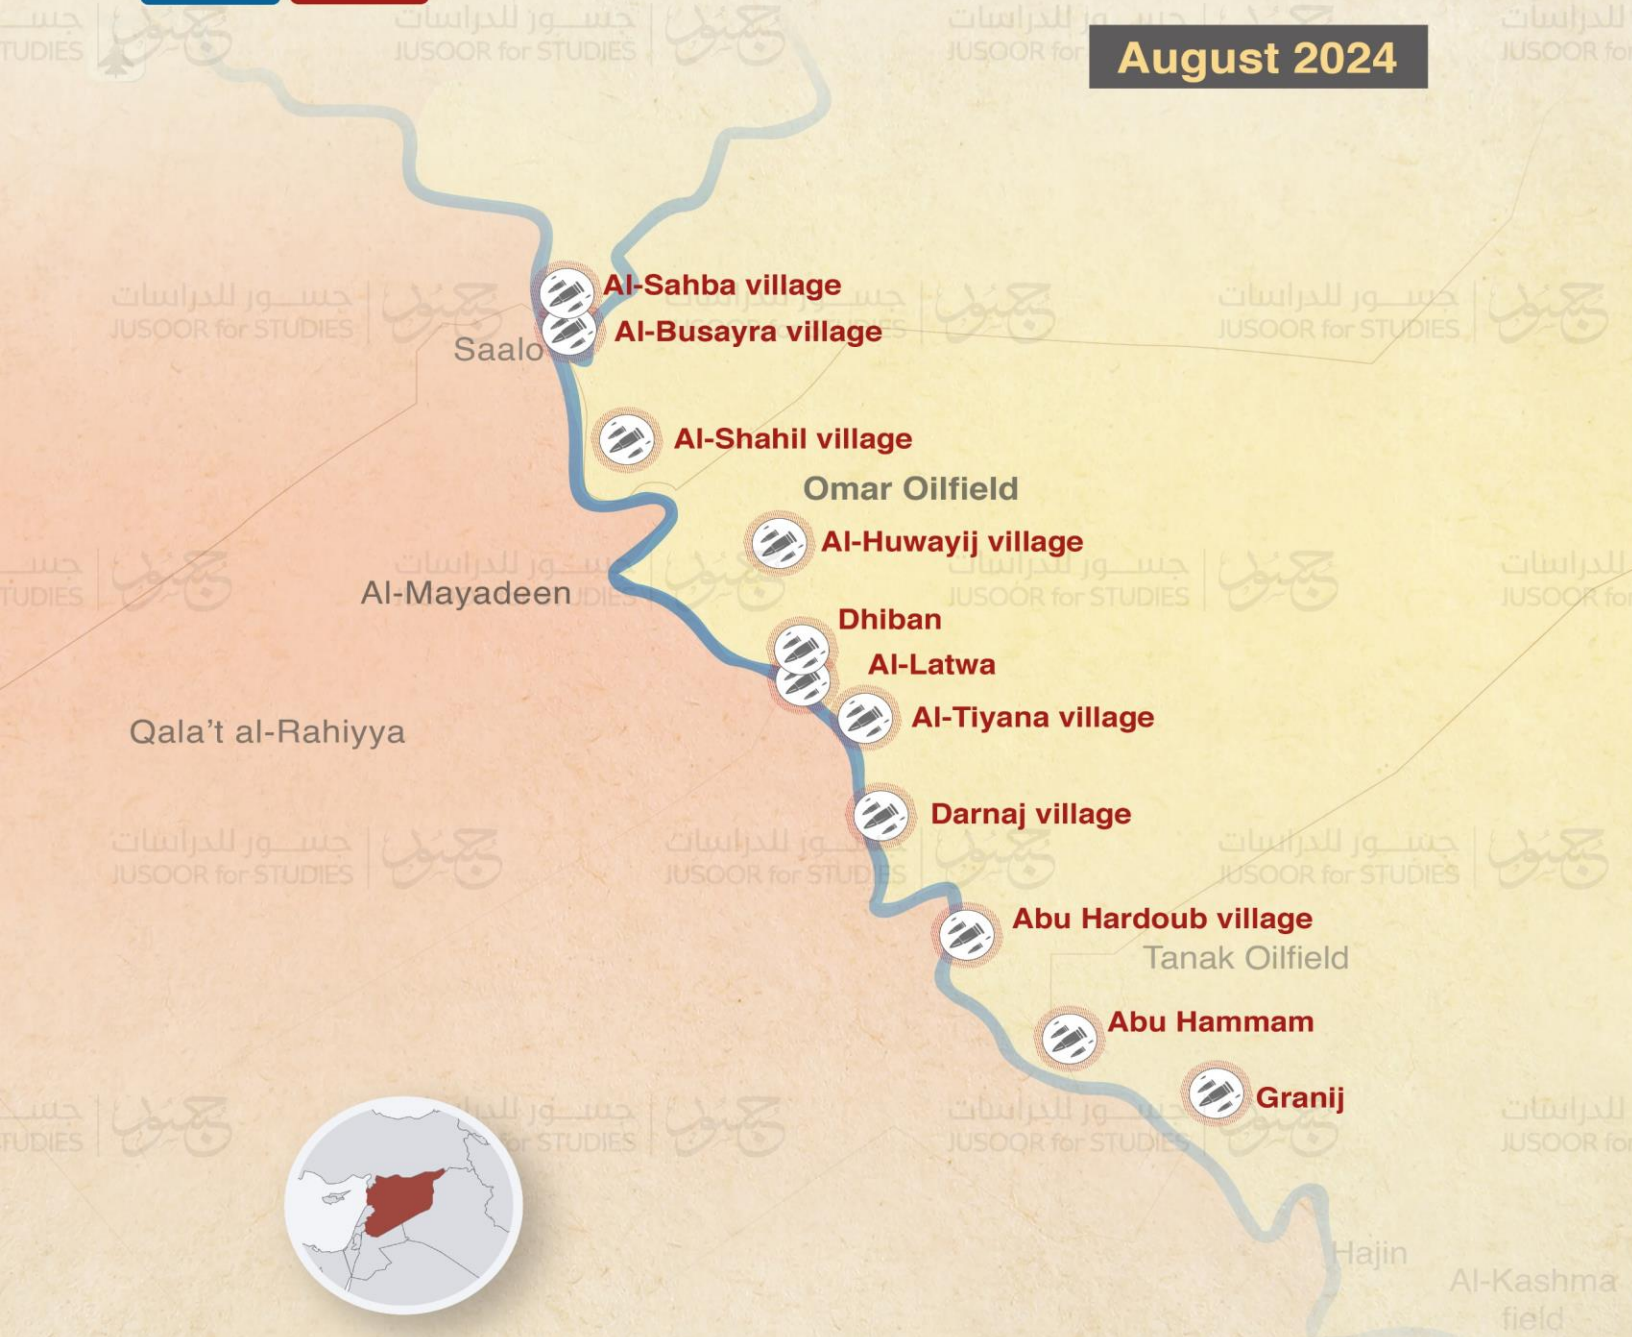 August 2024
جسور للدراسات
JUSOOR for STUDIES
Al-Sahba village
Al-Busayra village
Saalo
Al-Shahil village
Omar Oilfield
Al-Huwayij village
Al-Mayadeen
Dhiban
Al-Latwa
Al-Tiyana village
Qala't al-Rahiyya
Darnaj village
Abu Hardoub village
Tanak Oilfield
Abu Hammam
Granij
Hajin
Al-Kashma
field